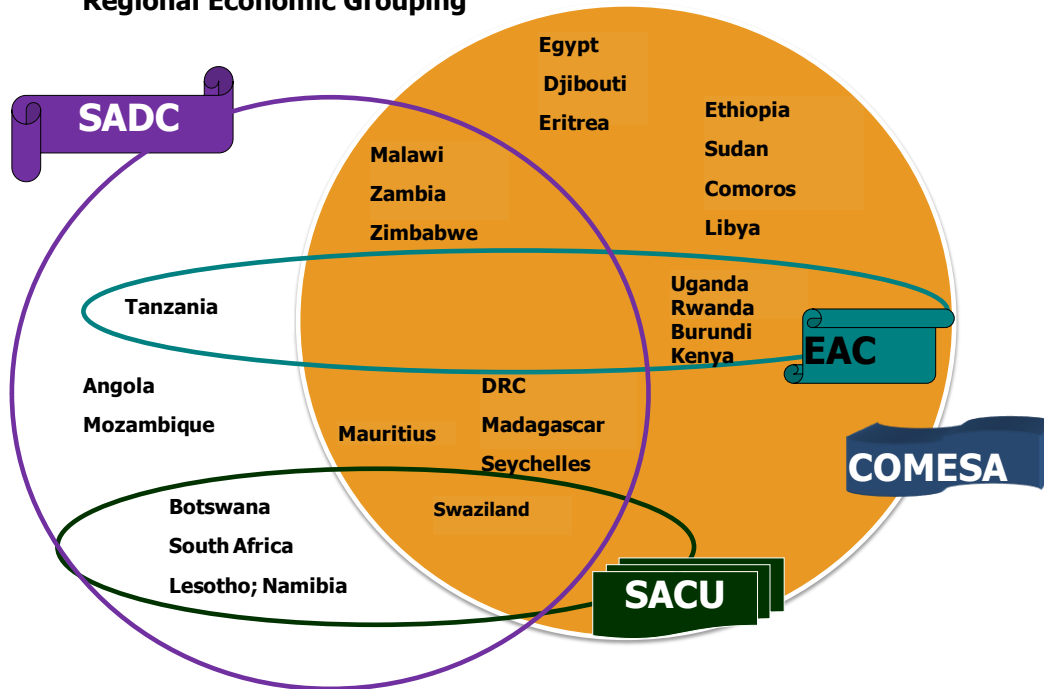 Regional Economic Grouping
Egypt
Djibouti
Eritrea
Ethiopia
Sudan
Comoros
Libya
SADC
Malawi
Zambia
Zimbabwe
Tanzania
Uganda
Rwanda
Burundi
Kenya
EAC
Angola
Mozambique
Mauritius
DRC
Madagascar
Seychelles
COMESA
Botswana
South Africa
Lesotho; Namibia
Swaziland
SACU